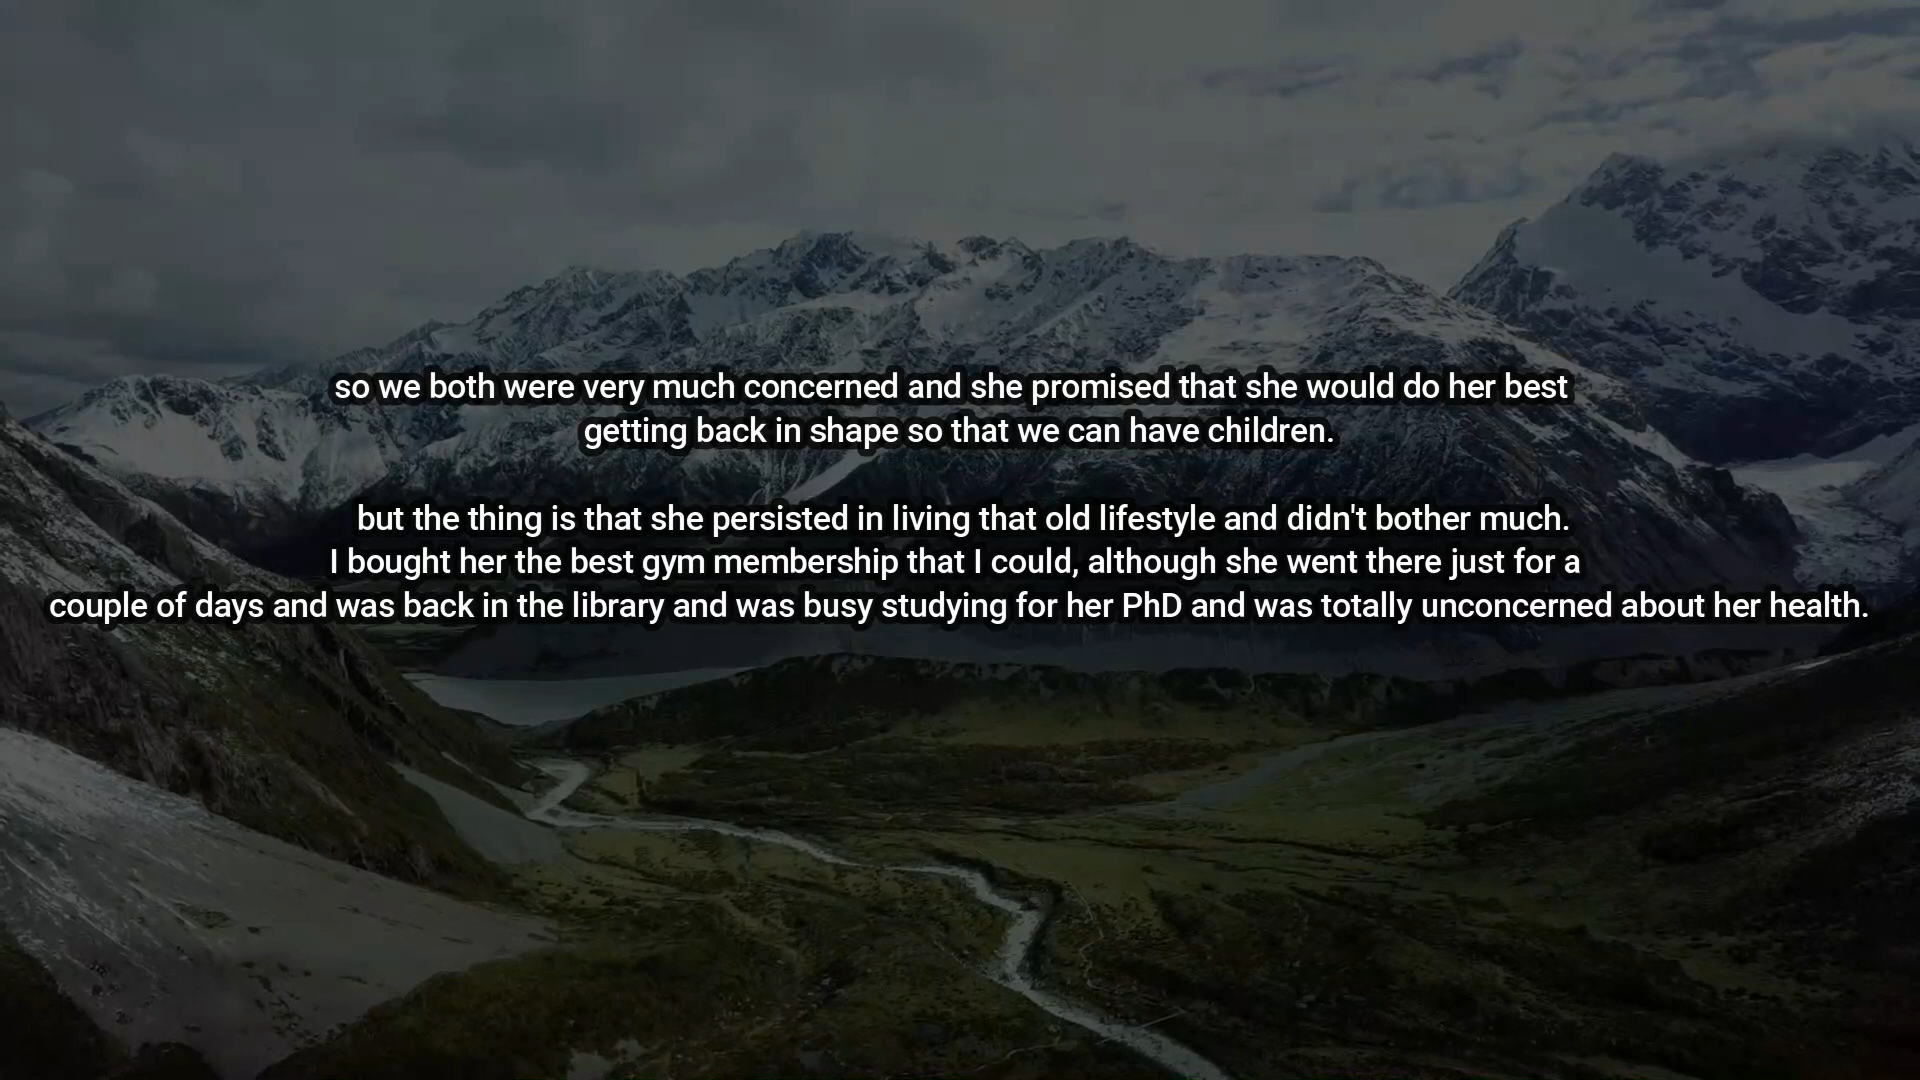 so we both were very much concerned and she promised that she would do her best
getting back in shape so that we can have children.
but the thing is that she persisted in living that old lifestyle and didn't bother much.
I bought her the best gym membership that I could, although she went there just for a
couple of days and was back in the library and was busy studying for her PhD and was totally unconcerned about her health.